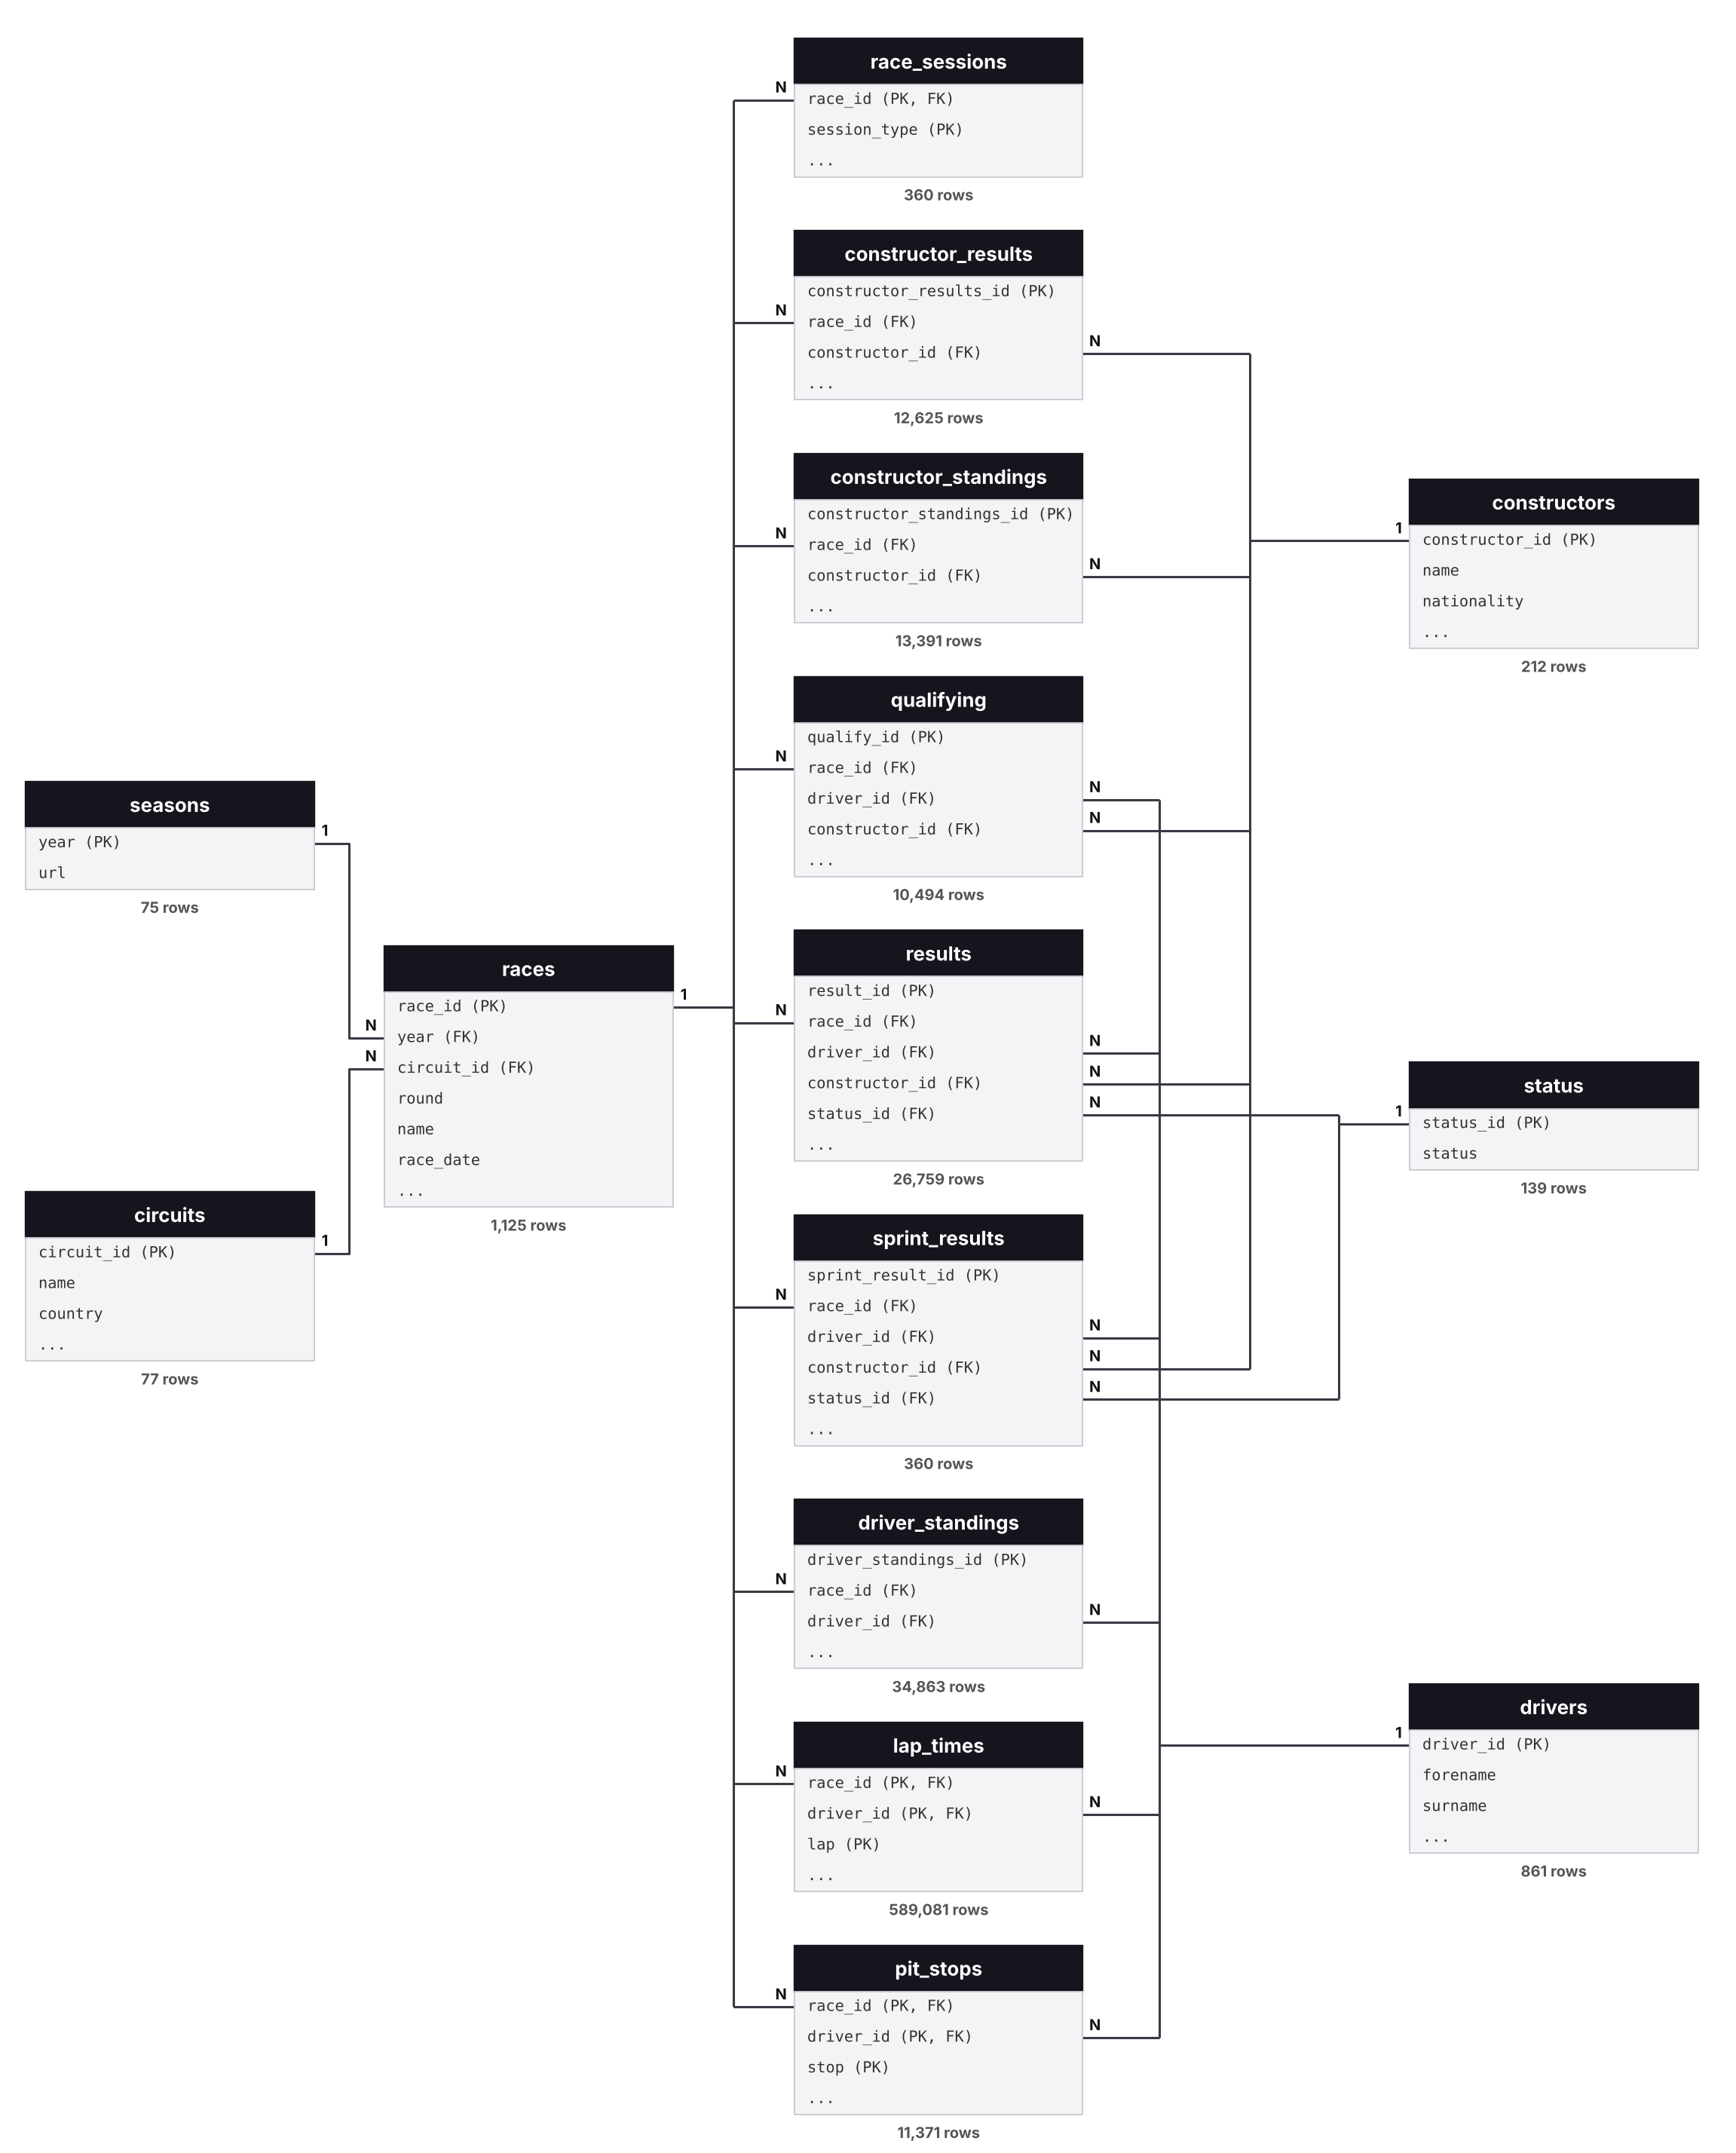 race_sessions
N
race_id (PK, FK)
session_type (PK)
...
360 rows
constructor_results
constructor_results_id (PK)
N
race_id (FK)
constructor_id (FK)
N
...
12,625 rows
constructor_standings
constructor_standings_id (PK)
N
race_id (FK)
constructor_id (FK)
N
...
13,391 rows
constructors
1
constructor_id (PK)
name
nationality
...
212 rows
qualifying
qualify_id (PK)
N
race_id (FK)
driver_id (FK)
N
constructor_id (FK)
N
...
10,494 rows
seasons
year (PK)
1
url
75 rows
races
race_id (PK)
1
N
year (FK)
N
circuit_id (FK)
round
name
race_date
...
1,125 rows
circuits
circuit_id (PK)
1
name
country
...
77 rows
results
result_id (PK)
N
race_id (FK)
driver_id (FK)
N
constructor_id (FK)
N
status_id (FK)
N
...
26,759 rows
status
1
status_id (PK)
status
139 rows
sprint_results
sprint_result_id (PK)
N
race_id (FK)
driver_id (FK)
N
constructor_id (FK)
N
status_id (FK)
N
...
360 rows
driver_standings
driver_standings_id (PK)
N
race_id (FK)
driver_id (FK)
N
...
34,863 rows
lap_times
N
race_id (PK, FK)
driver_id (PK, FK)
N
lap (PK)
...
589,081 rows
drivers
1
driver_id (PK)
forename
surname
...
861 rows
pit_stops
N
race_id (PK, FK)
driver_id (PK, FK)
N
stop (PK)
...
11,371 rows